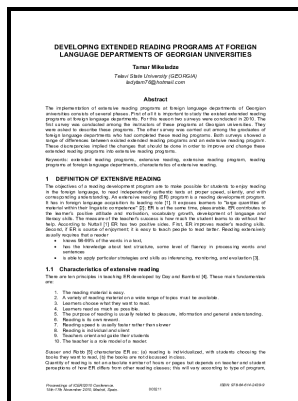 DEVELOPING EXTENDED READING PROGRAMS AT FOREIGN
LANGUAGE DEPARTMENTS OF GEORGIAN UNIVERSITIES
Tamar Mikeladze
Telavi State University (GEORGIA)
ladytam76@hotmail.com
Abstract
The implementation of extensive reading programs at foreign language departments of Georgian
universities consists of several phases. First of all it is important to study the existed extended reading
programs at foreign language departments. For this reason two surveys were conducted in 2010. The
first survey was conducted among the institutions of these programs of Georgian universities. They
were asked to describe these programs. The other survey was carried out among the graduates of
foreign language departments who had completed these reading programs. Both surveys showed a
range of differences between existed extended reading programs and an extensive reading program.
These discrepancies implied the changes that should be done in order to improve and change these
extended reading programs into extensive reading programs.
Keywords: extended reading programs, extensive reading, extensive reading program, reading
programs at foreign language departments, characteristics of extensive reading.
1 DEFINITION OF EXTENSIVE READING
The objectives of a reading development program are to make possible for students to enjoy reading
in the foreign language, to read independently authentic texts at proper speed, silently, and with
corresponding understanding. An extensive reading (ER) program is a reading development program.
It has in foreign language acquisition its leading role [1]. It exposes learners to "large quantities of
material within their linguistic competence" [2]; ER is at the same time, pleasurable. ER contributes to
the learner's positive attitude and motivation, vocabulary growth, development of language and
literacy skills. The measure of the teacher's success is how much the student learns to do without help.
According to Nuttall [1] ER has two positive sides. First, ER improves reader's reading skills.
Second, if ER is source of enjoyment, it is easy to teach people to read better. Reading extensively
usually requires that a reader
• knows 95-99% of the words in a text,
• has the knowledge about text structure, some level of fluency in processing words and
sentences,
• is able to apply particular strategies and skills as inferencing, monitoring, and evaluation [3].
1.1 Characteristics of extensive reading
There are ten principles in teaching ER developed by Day and Bamford [4]. These main fundamentals
are:
1. The reading material is easy.
2. A variety of reading material on a wide range of topics must be available.
3. Learners choose what they want to read.
4. Learners read as much as possible.
5. The purpose of reading is usually related to pleasure, information and general understanding.
6. Reading is its own reward.
7. Reading speed is usually faster rather than slower
8. Reading is individual and silent
9. Teachers orient and guide their students
10. The teacher is a role model of a reader.
Susser and Robb [5] characterize ER as: (a) reading is individualized, with students choosing the
books they want to read, (b) the books are not discussed in class.
Quantity of reading is not an absolute number of hours or pages but depends on teacher and student
perceptions of how ER differs from other reading classes; this will vary according to type of program,
Proceedings of ICERI2010 Conference.
15th-17th November 2010, Madrid, Spain.